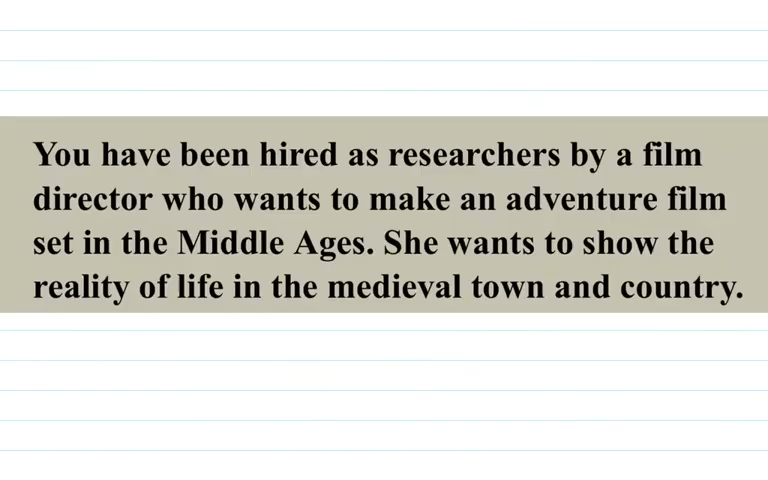 You have been hired as researchers by a film
director who wants to make an adventure film
set in the Middle Ages. She wants to show the
reality of life in the medieval town and country.